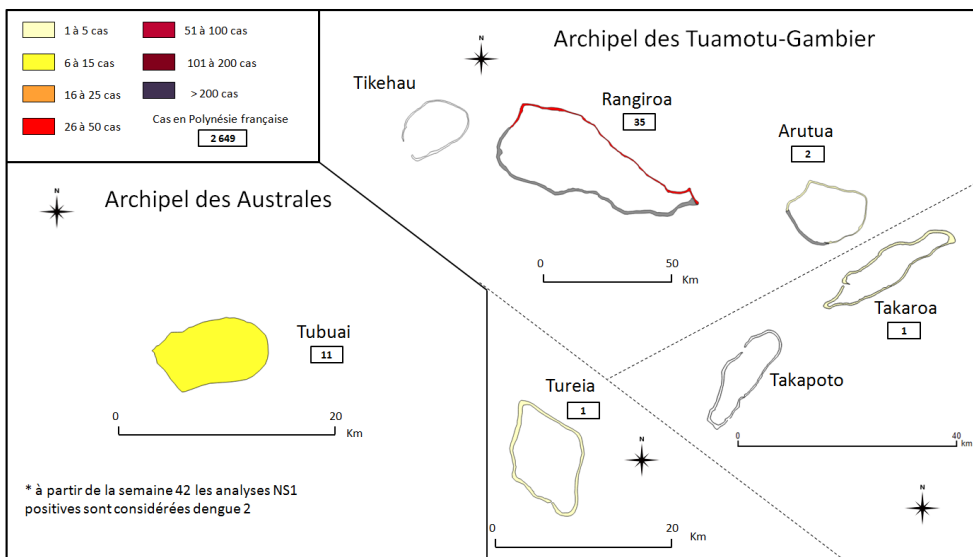 1 à 5 cas
6 à 15 cas
16 à 25 cas
26 à 50 cas
51 à 100 cas
101 à 200 cas
> 200 cas
Cas en Polynésie française
2 649
Archipel des Tuamotu-Gambier
N
Tikehau
Rangiroa
35
Arutua
2
0
50
Km
Takaroa
1
Takapoto
0
40
km
N
Archipel des Australes
N
Tubuai
11
0
20
Km
Tureia
1
N
0
20
Km
* à partir de la semaine 42 les analyses NS1
positives sont considérées dengue 2